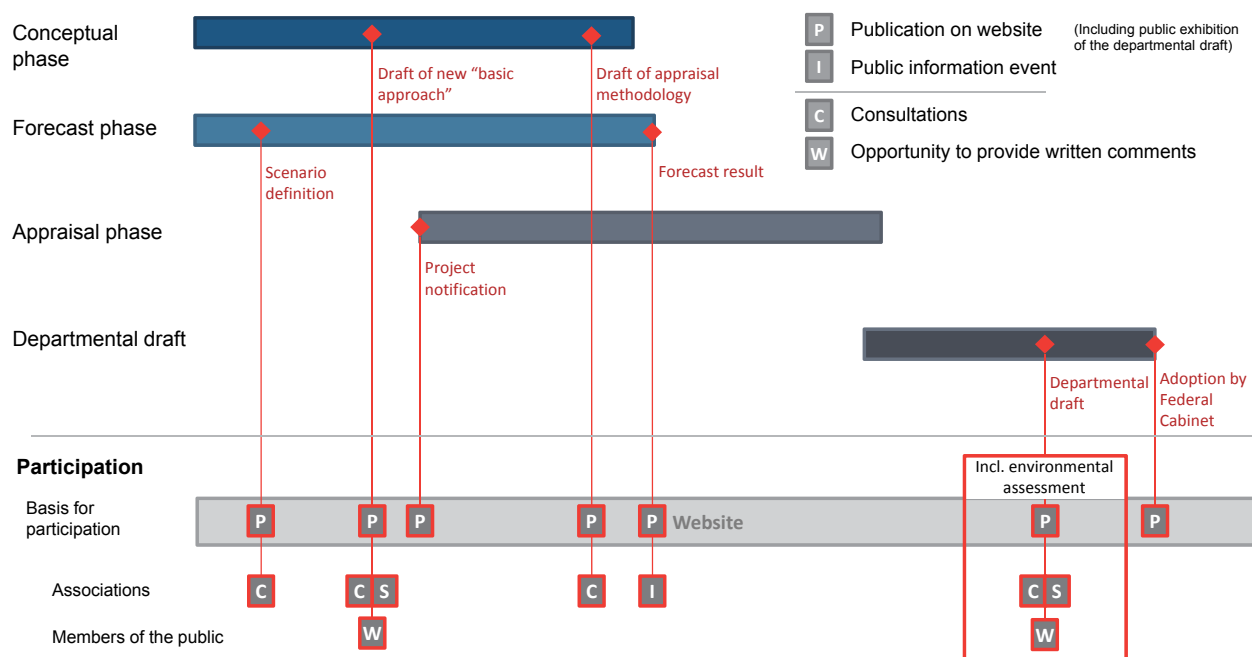 Conceptual
phase
P
Publication on website
(Including public exhibition
of the departmental draft)
I
Public information event
Draft of new “basic
approach”
Draft of appraisal
methodology
C
Consultations
Forecast phase
W
Opportunity to provide written comments
Scenario
definition
Forecast result
Appraisal phase
Project
notification
Departmental draft
Departmental
draft
Adoption by
Federal
Cabinet
Participation
Incl. environmental
assessment
Basis for
participation
P P P P P Website P P
Associations
C C S C I C S
Members of the public
W W